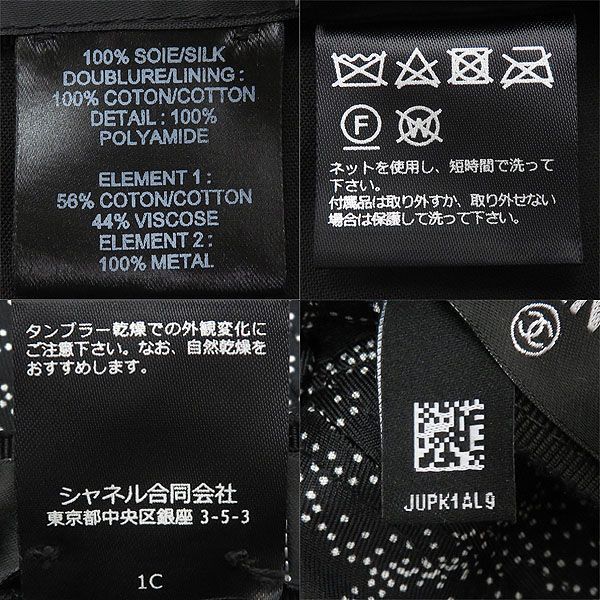 100% SOIE/SILK
DOUBLURE/LINING :
100% COTON/COTTON
DETAIL : 100%
POLYAMIDE
ELEMENT 1 :
56% COTON/COTTON
44% VISCOSE
ELEMENT 2 :
100% METAL
F
W
ネットを使用し、短時間で洗って
下さい。
付属品は取り外すか、取り外せない
場合は保護して洗って下さい。
タンブラー乾燥での外観変化に
ご注意下さい。なお、自然乾燥を
おすすめします。
シャネル合同会社
東京都中央区銀座 3-5-3
1C
JUPK1AL9